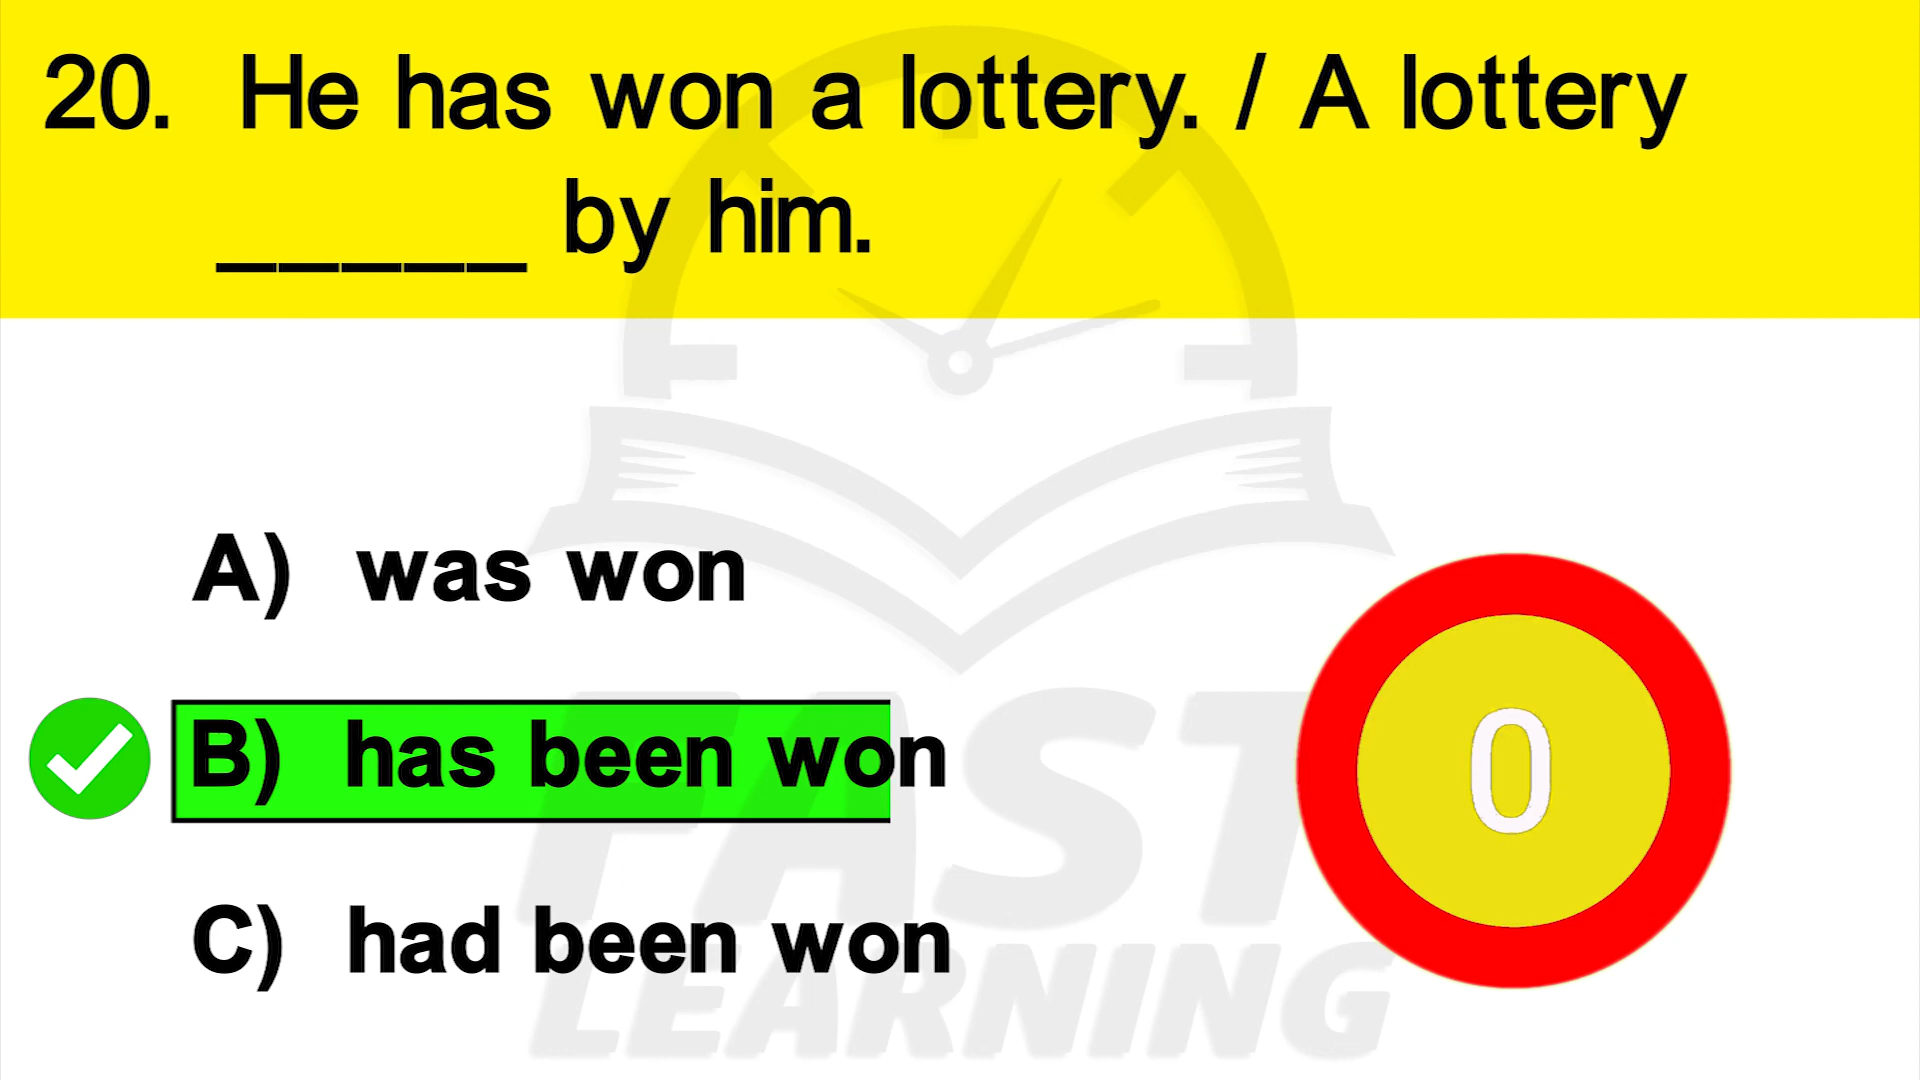 20. He has won a lottery. / A lottery
_____ by him.
A) was won
B) has been won
C) had been won
0
FAST
LEARNING